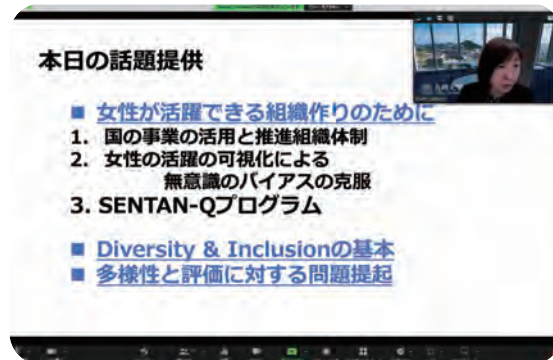 本日の話題提供
■ 女性が活躍できる組織作りのために
1. 国の事業の活用と推進組織体制
2. 女性の活躍の可視化による
無意識のバイアスの克服
3. SENTAN-Qプログラム
■ Diversity & Inclusionの基本
■ 多様性と評価に対する問題提起